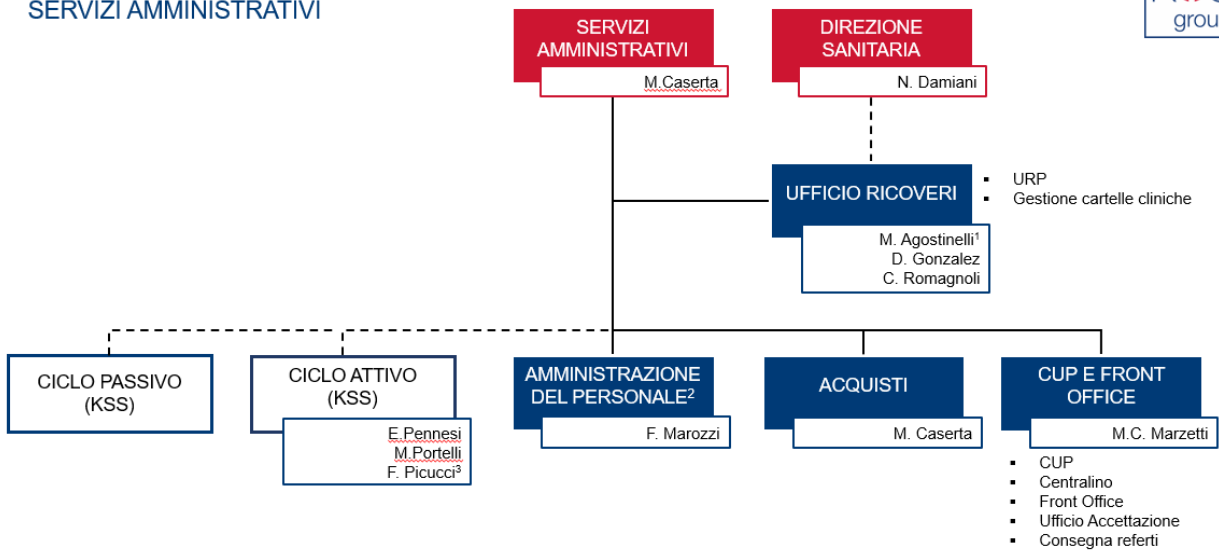 SERVIZI AMMINISTRATIVI
SERVIZI
AMMINISTRATIVI
M.Caserta
DIREZIONE
SANITARIA
N. Damiani
UFFICIO RICOVERI
M. Agostinelli¹
D. Gonzalez
C. Romagnoli
▪ URP
▪ Gestione cartelle cliniche
CICLO PASSIVO
(KSS)
CICLO ATTIVO
(KSS)
E.Pennesi
M.Portelli
F. Picucci³
AMMINISTRAZIONE
DEL PERSONALE²
F. Marozzi
ACQUISTI
M. Caserta
CUP E FRONT
OFFICE
M.C. Marzetti
▪ CUP
▪ Centralino
▪ Front Office
▪ Ufficio Accettazione
▪ Consegna referti